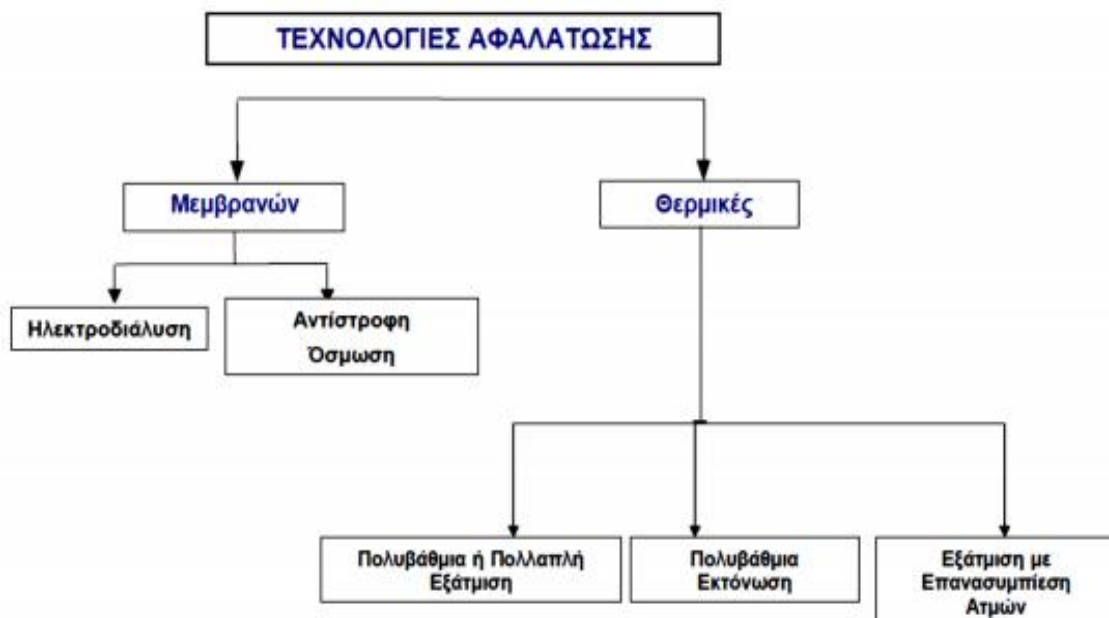 ΤΕΧΝΟΛΟΓΙΕΣ ΑΦΑΛΑΤΩΣΗΣ
Μεμβρανών
Θερμικές
Ηλεκτροδιάλυση
Αντίστροφη
Όσμωση
Πολυβάθμια ή Πολλαπλή
Εξάτμιση
Πολυβάθμια
Εκτόνωση
Εξάτμιση με
Επανασυμπίεση
Ατμών